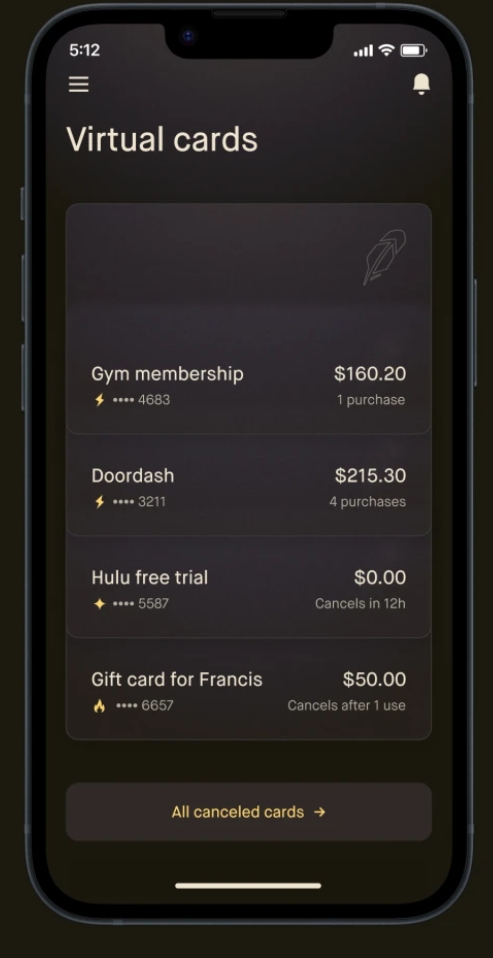 5:12
Virtual cards
Gym membership $160.20
•••• 4683 1 purchase
Doordash $215.30
•••• 3211 4 purchases
Hulu free trial $0.00
•••• 5587 Cancels in 12h
Gift card for Francis $50.00
•••• 6657 Cancels after 1 use
All canceled cards →